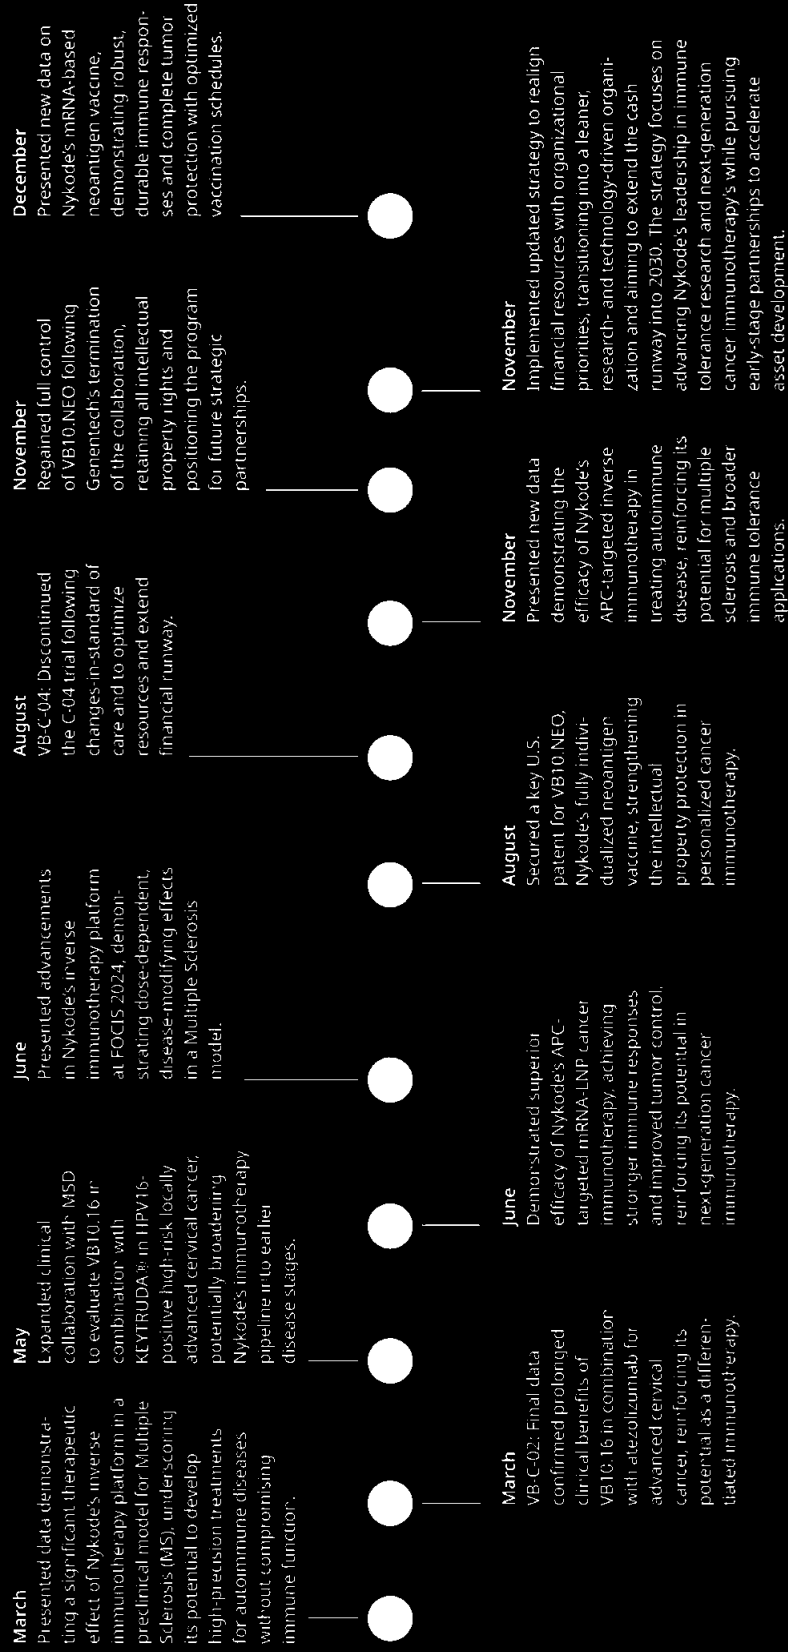 March
Presented data demonstra-
ting a significant therapeutic
effect of Nykode's inverse
immunotherapy platform in a
preclinical model for Multiple
Sclerosis (MS), underscoring
its potential to develop
high-precision treatments
for autoimmune diseases
without compromising
immune function.
March
VB-C-02: Final data
confirmed prolonged
clinical benefits of
VB10.16 in combination
with atezolizumab for
advanced cervical
cancer, reinforcing its
potential as a differen-
tiated immunotherapy.
May
Expanded clinical
collaboration with MSD
to evaluate VB10.16 in
combination with
KEYTRUDA® in HPV16-
positive high-risk locally
advanced cervical cancer,
potentially broadening
Nykode's immunotherapy
pipeline into earlier
disease stages.
June
Demonstrated superior
efficacy of Nykode's APC-
targeted mRNA-LNP cancer
immunotherapy, achieving
stronger immune responses
and improved tumor control,
reinforcing its potential in
next-generation cancer
immunotherapy.
June
Presented advancements
in Nykode's inverse
immunotherapy platform
at FOCIS 2024, demon-
strating dose-dependent,
disease-modifying effects
in a Multiple Sclerosis
model.
August
Secured a key U.S.
patent for VB10.NEO,
Nykode's fully indivi-
dualized neoantigen
vaccine, strengthening
the intellectual
property protection in
personalized cancer
immunotherapy.
August
VB-C-04: Discontinued
the C-04 trial following
changes-in-standard of
care and to optimize
resources and extend
financial runway.
November
Presented new data
demonstrating the
efficacy of Nykode's
APC-targeted inverse
immunotherapy in
treating autoimmune
disease, reinforcing its
potential for multiple
sclerosis and broader
immune tolerance
applications.
November
Regained full control
of VB10.NEO following
Genentech's termination
of the collaboration,
retaining all intellectual
property rights and
positioning the program
for future strategic
partnerships.
November
Implemented updated strategy to realign
financial resources with organizational
priorities, transitioning into a leaner,
research- and technology-driven organi-
zation and aiming to extend the cash
runway into 2030. The strategy focuses on
advancing Nykode's leadership in immune
tolerance research and next-generation
cancer immunotherapy's while pursuing
early-stage partnerships to accelerate
asset development.
December
Presented new data on
Nykode's mRNA-based
neoantigen vaccine,
demonstrating robust,
durable immune respon-
ses and complete tumor
protection with optimized
vaccination schedules.